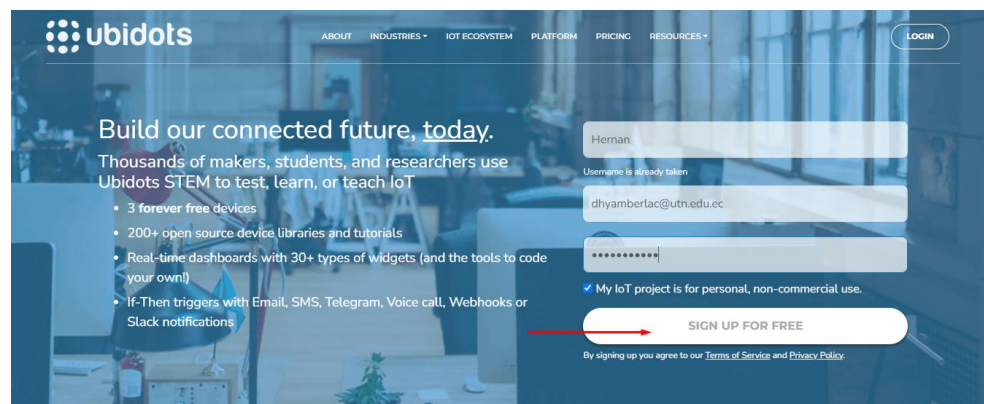 ubidots
ABOUT INDUSTRIES IOT ECOSYSTEM PLATFORM PRICING RESOURCES LOGIN
Build our connected future, today.
Thousands of makers, students, and researchers use
Ubidots STEM to test, learn, or teach IoT
• 3 forever free devices
• 200+ open source device libraries and tutorials
• Real-time dashboards with 30+ types of widgets (and the tools to code
your own!)
• If-Then triggers with Email, SMS, Telegram, Voice call, Webhooks or
Slack notifications
Hernan
Username is already taken
dhyamberlac@utn.edu.ec
•••••••••••
My IoT project is for personal, non-commercial use.
SIGN UP FOR FREE
By signing up you agree to our Terms of Service and Privacy Policy.